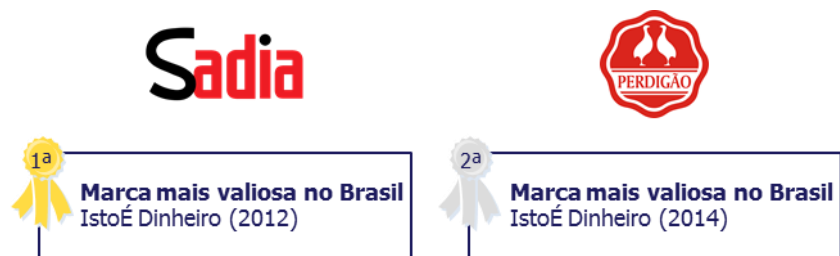 Sadia
PERDIGÃO
1ª
Marca mais valiosa no Brasil
IstoÉ Dinheiro (2012)
2ª
Marca mais valiosa no Brasil
IstoÉ Dinheiro (2014)